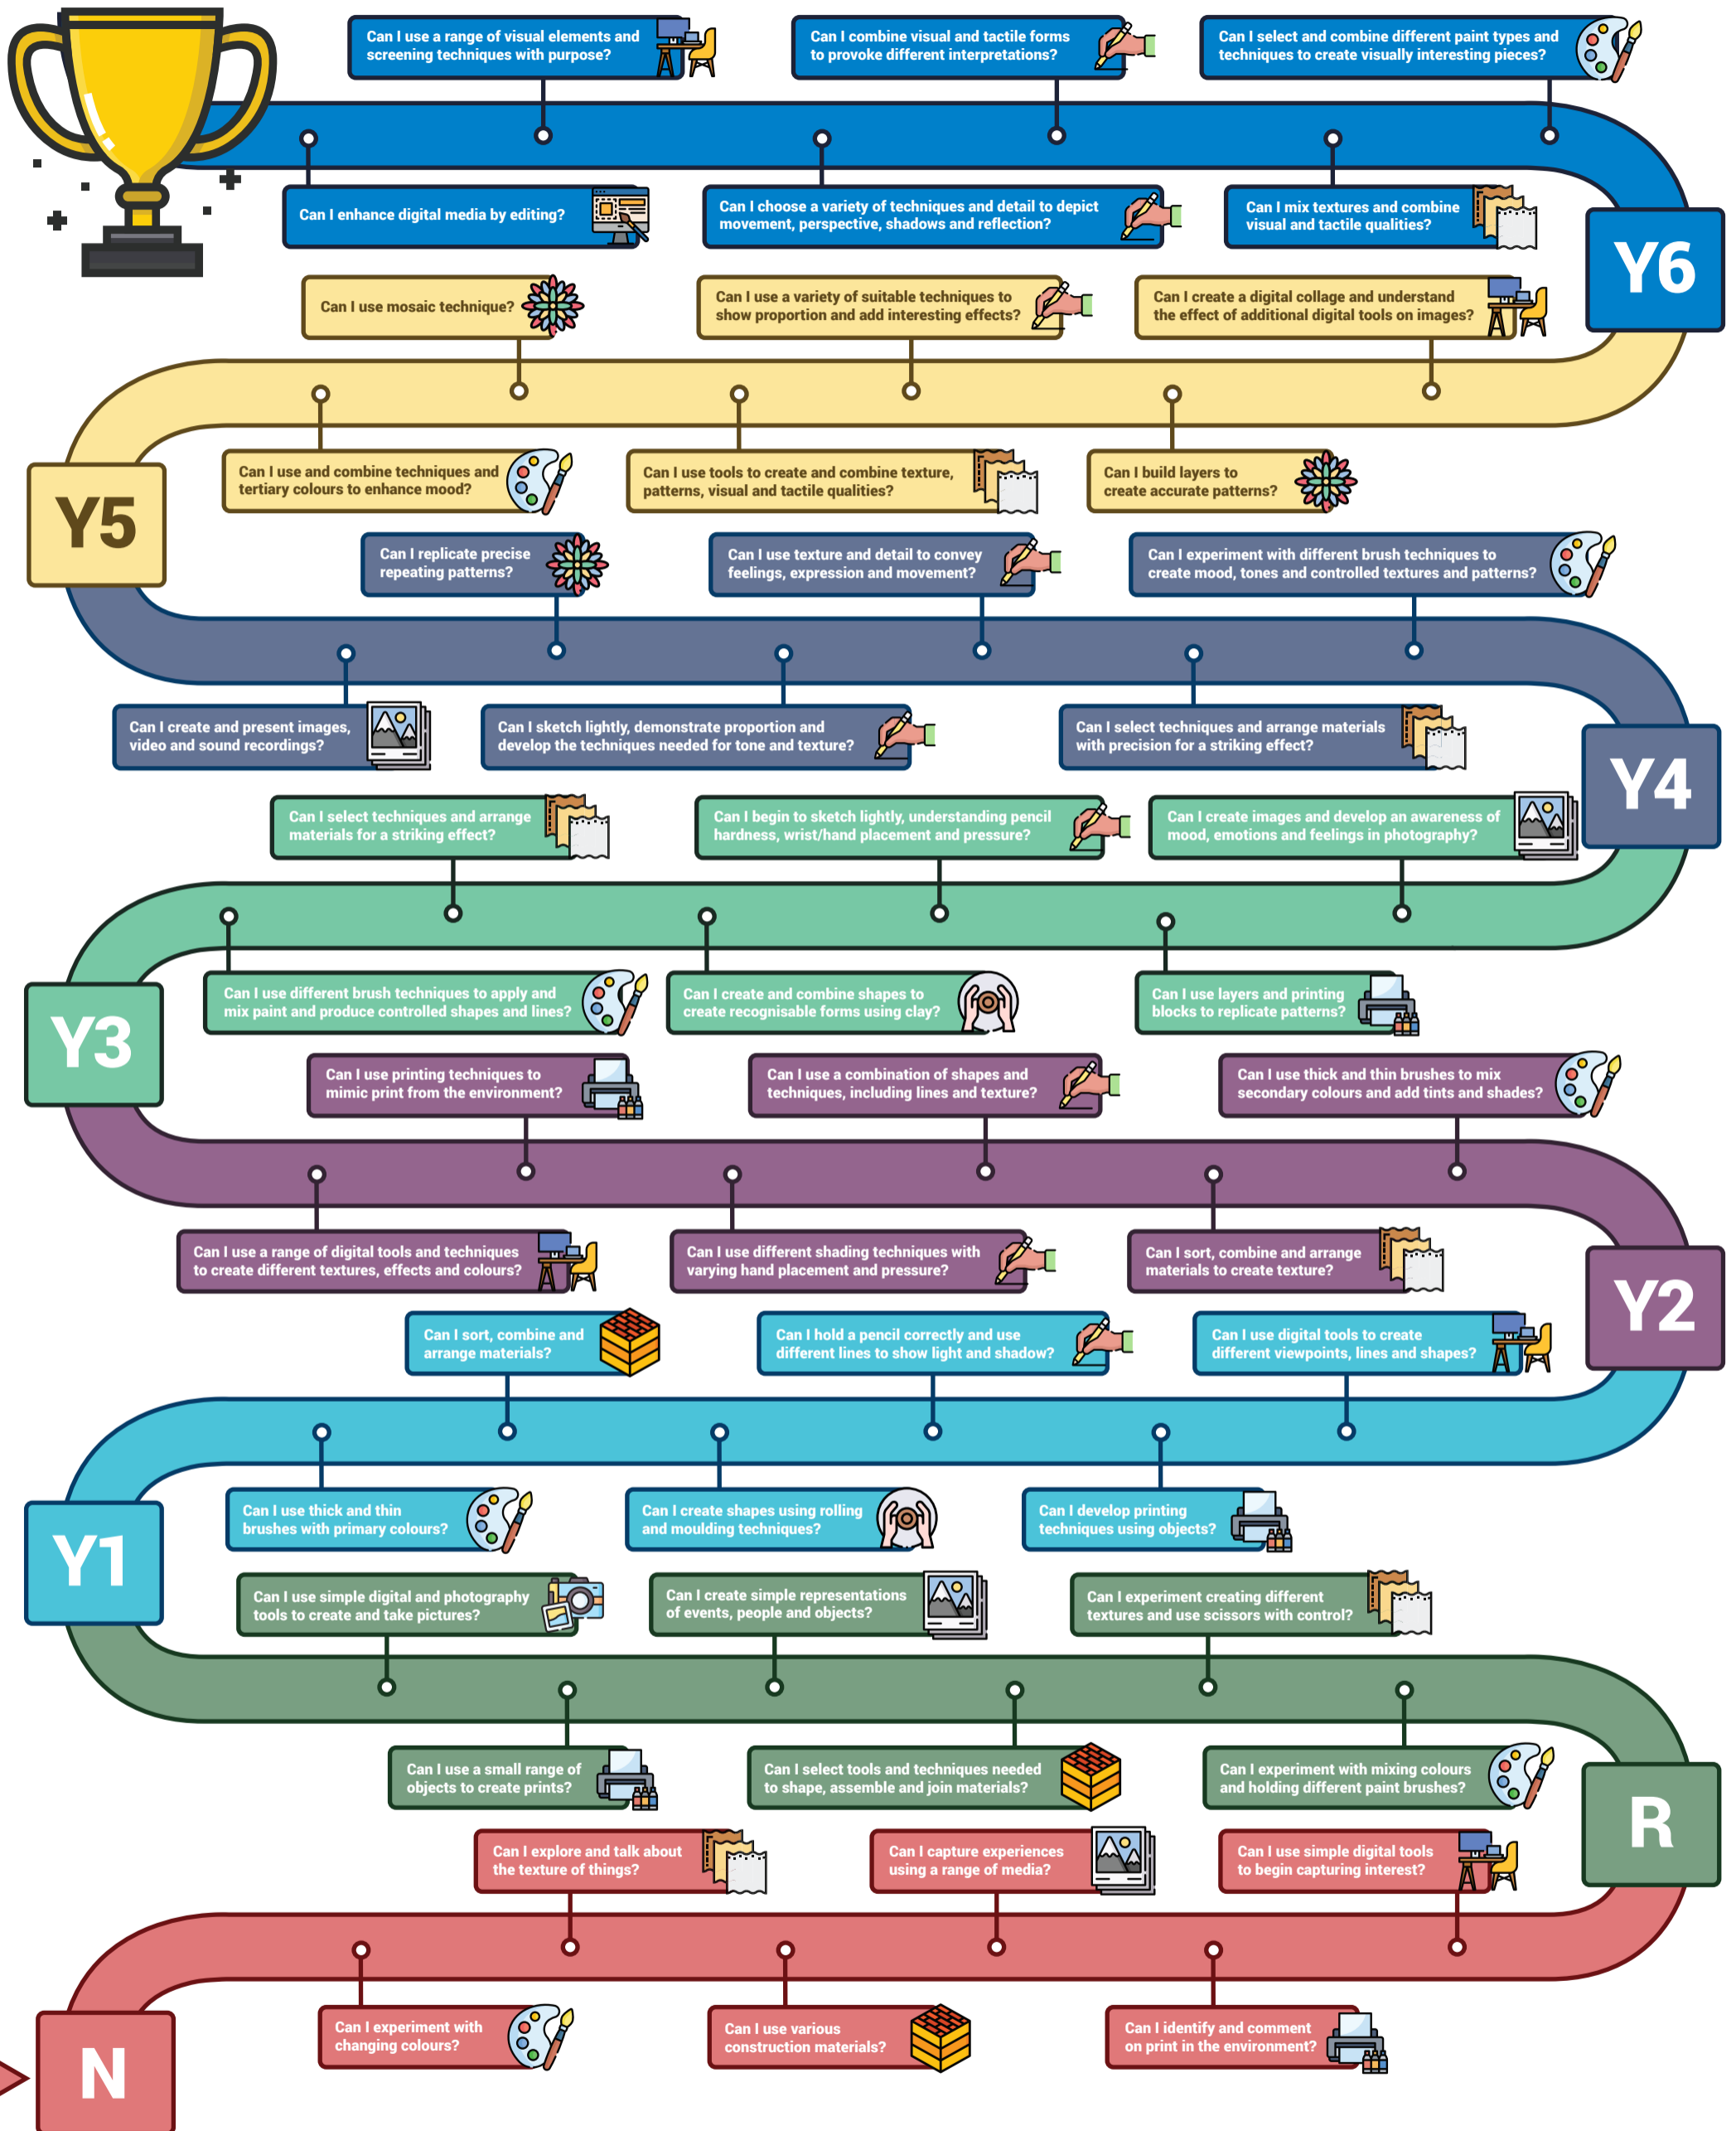 Can I use a range of visual elements and
screening techniques with purpose?
Can I combine visual and tactile forms
to provoke different interpretations?
Can I select and combine different paint types and
techniques to create visually interesting pieces?
Can I enhance digital media by editing?
Can I choose a variety of techniques and detail to depict
movement, perspective, shadows and reflection?
Can I mix textures and combine
visual and tactile qualities?
Y6
Can I use mosaic technique?
Can I use a variety of suitable techniques to
show proportion and add interesting effects?
Can I create a digital collage and understand
the effect of additional digital tools on images?
Can I use and combine techniques and
tertiary colours to enhance mood?
Can I use tools to create and combine texture,
patterns, visual and tactile qualities?
Can I build layers to
create accurate patterns?
Y5
Can I replicate precise
repeating patterns?
Can I use texture and detail to convey
feelings, expression and movement?
Can I experiment with different brush techniques to
create mood, tones and controlled textures and patterns?
Can I create and present images,
video and sound recordings?
Can I sketch lightly, demonstrate proportion and
develop the techniques needed for tone and texture?
Can I select techniques and arrange materials
with precision for a striking effect?
Y4
Can I select techniques and arrange
materials for a striking effect?
Can I begin to sketch lightly, understanding pencil
hardness, wrist/hand placement and pressure?
Can I create images and develop an awareness of
mood, emotions and feelings in photography?
Can I use different brush techniques to apply and
mix paint and produce controlled shapes and lines?
Can I create and combine shapes to
create recognisable forms using clay?
Can I use layers and printing
blocks to replicate patterns?
Y3
Can I use printing techniques to
mimic print from the environment?
Can I use a combination of shapes and
techniques, including lines and texture?
Can I use thick and thin brushes to mix
secondary colours and add tints and shades?
Can I use a range of digital tools and techniques
to create different textures, effects and colours?
Can I use different shading techniques with
varying hand placement and pressure?
Can I sort, combine and arrange
materials to create texture?
Y2
Can I sort, combine and
arrange materials?
Can I hold a pencil correctly and use
different lines to show light and shadow?
Can I use digital tools to create
different viewpoints, lines and shapes?
Can I use thick and thin
brushes with primary colours?
Can I create shapes using rolling
and moulding techniques?
Can I develop printing
techniques using objects?
Y1
Can I use simple digital and photography
tools to create and take pictures?
Can I create simple representations
of events, people and objects?
Can I experiment creating different
textures and use scissors with control?
Can I use a small range of
objects to create prints?
Can I select tools and techniques needed
to shape, assemble and join materials?
Can I experiment with mixing colours
and holding different paint brushes?
R
Can I explore and talk about
the texture of things?
Can I capture experiences
using a range of media?
Can I use simple digital tools
to begin capturing interest?
Can I experiment with
changing colours?
Can I use various
construction materials?
Can I identify and comment
on print in the environment?
N